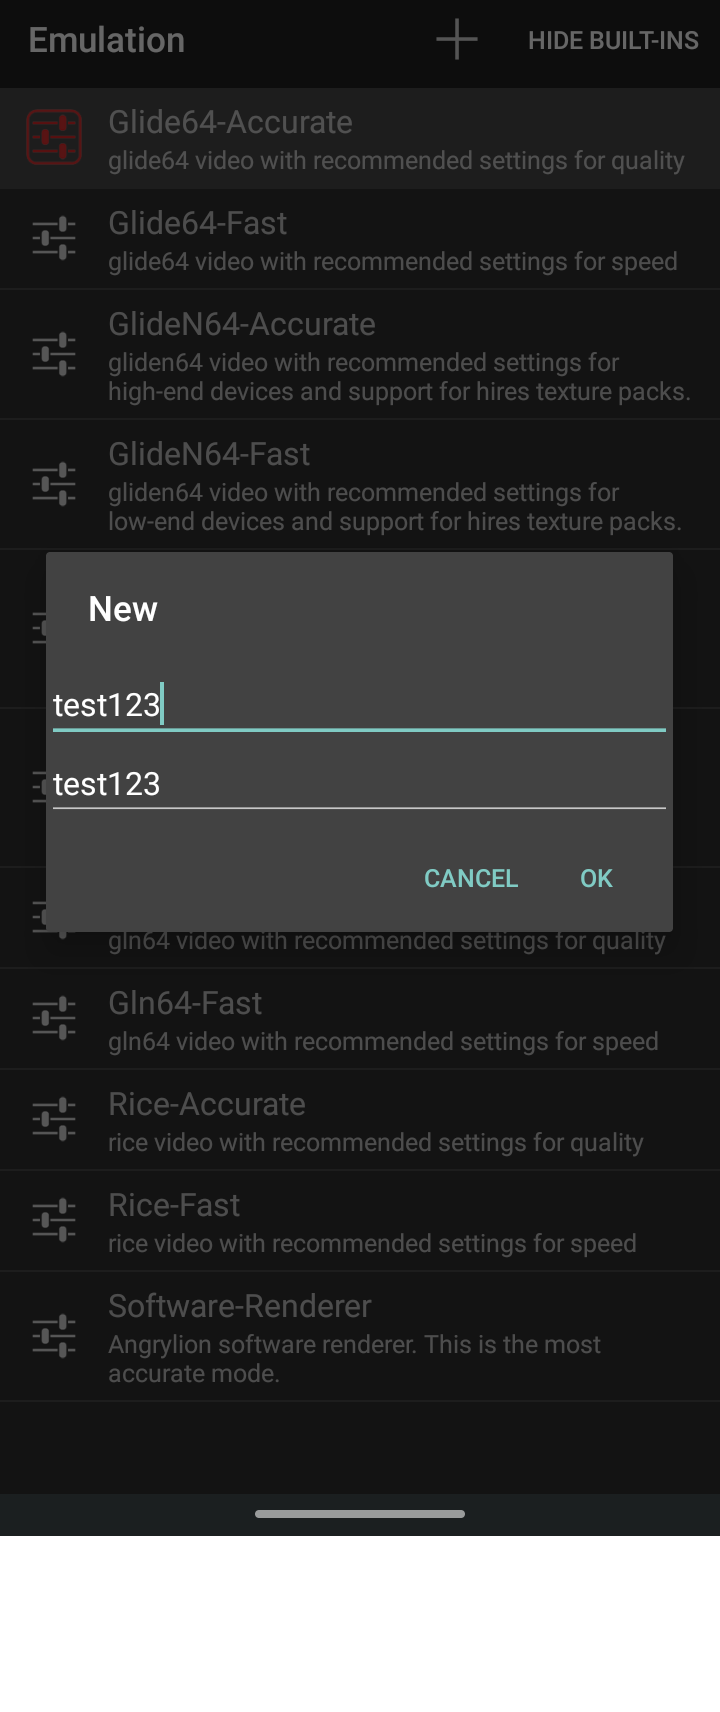 Emulation
HIDE BUILT-INS
Glide64-Accurate
glide64 video with recommended settings for quality
Glide64-Fast
glide64 video with recommended settings for speed
GlideN64-Accurate
gliden64 video with recommended settings for
high-end devices and support for hires texture packs.
GlideN64-Fast
gliden64 video with recommended settings for
low-end devices and support for hires texture packs.
New
test123
test123
CANCEL
OK
gln64 video with recommended settings for quality
Gln64-Fast
gln64 video with recommended settings for speed
Rice-Accurate
rice video with recommended settings for quality
Rice-Fast
rice video with recommended settings for speed
Software-Renderer
Angrylion software renderer. This is the most
accurate mode.